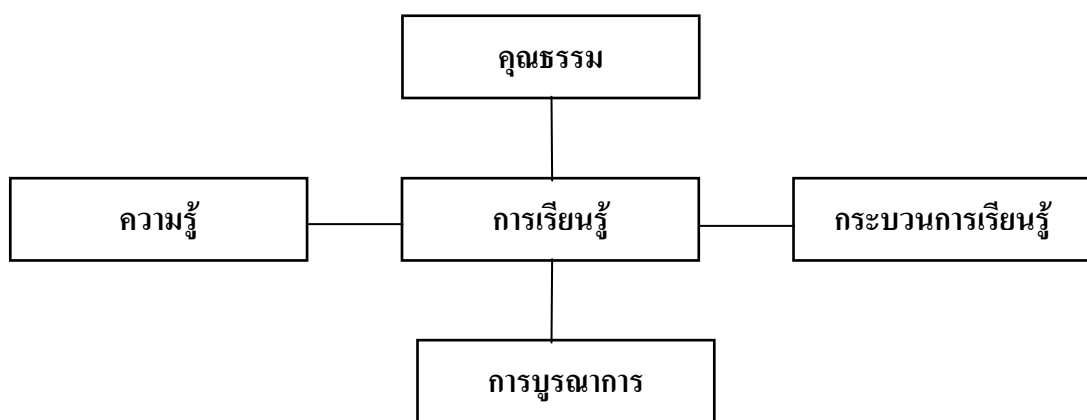 คุณธรรม
ความรู้
การเรียนรู้
กระบวนการเรียนรู้
การบูรณาการ